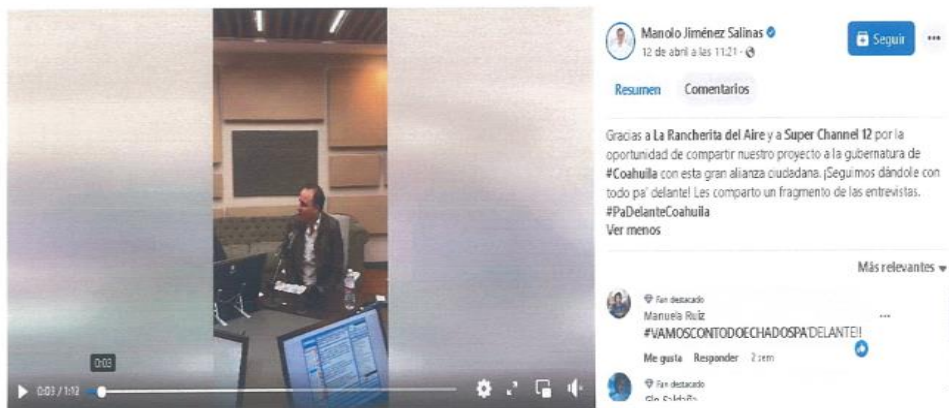 Manolo Jiménez Salinas
12 de abril a las 11:21
Seguir
Resumen
Comentarios
Gracias a La Rancherita del Aire y a Super Channel 12 por la
oportunidad de compartir nuestro proyecto a la gubernatura de
#Coahuila con esta gran alianza ciudadana. ¡Seguimos dándole con
todo pa' delante! Les comparto un fragmento de las entrevistas.
#PaDelanteCoahuila
Ver menos
Más relevantes
Fan destacado
Manuela Ruiz
#VAMOSCONTODOECHADOSPA'DELANTE!!
Me gusta Responder 2 sem
Fan destacado
0:03
0:03 / 1:12